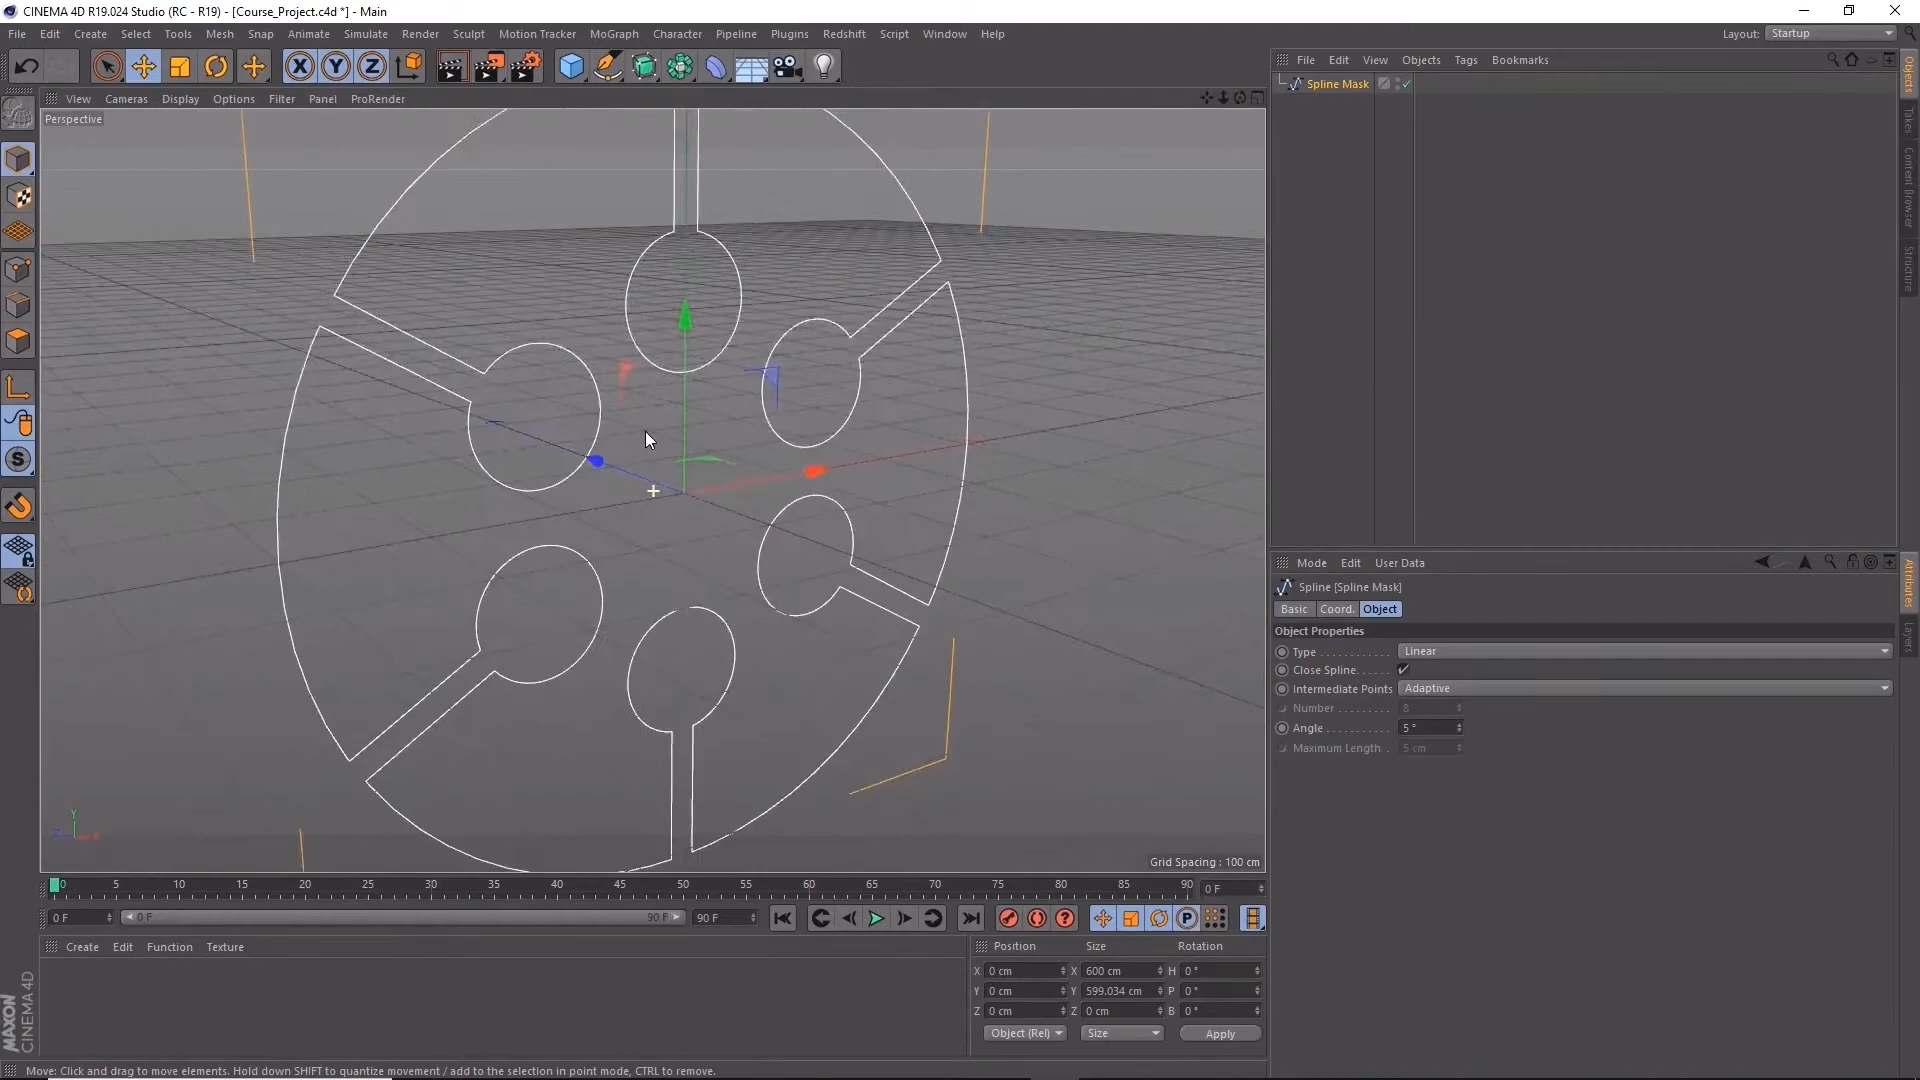 CINEMA 4D R19.024 Studio (RC - R19) - [Course_Project.c4d *] - Main
File Edit Create Select Tools Mesh Snap Animate Simulate Render Sculpt Motion Tracker MoGraph Character Pipeline Plugins Redshift Script Window Help
Layout: Startup
X Y Z
File Edit View Objects Tags Bookmarks
Spline Mask
View Cameras Display Options Filter Panel ProRender
Perspective
Objects
Takes
Content Browser
Structure
S
Mode Edit User Data
Spline [Spline Mask]
Basic Coord. Object
Object Properties
Type . . . . . . . . . . . . Linear
Close Spline. . . . . .
Intermediate Points Adaptive
Number . . . . . . . . . 8
Angle . . . . . . . . . . . 5 °
Maximum Length . 5 cm
Attributes
Layers
Y
Z X
Grid Spacing : 100 cm
0 5 10 15 20 25 30 35 40 45 50 55 60 65 70 75 80 85 90 0 F
0 F 0 F 90 F 90 F
? P
Create Edit Function Texture
Position Size Rotation
X 0 cm X 600 cm H 0 °
Y 0 cm Y 599.034 cm P 0 °
Z 0 cm Z 0 cm B 0 °
Object (Rel) Size Apply
MAXON
CINEMA 4D
Move: Click and drag to move elements. Hold down SHIFT to quantize movement / add to the selection in point mode, CTRL to remove.